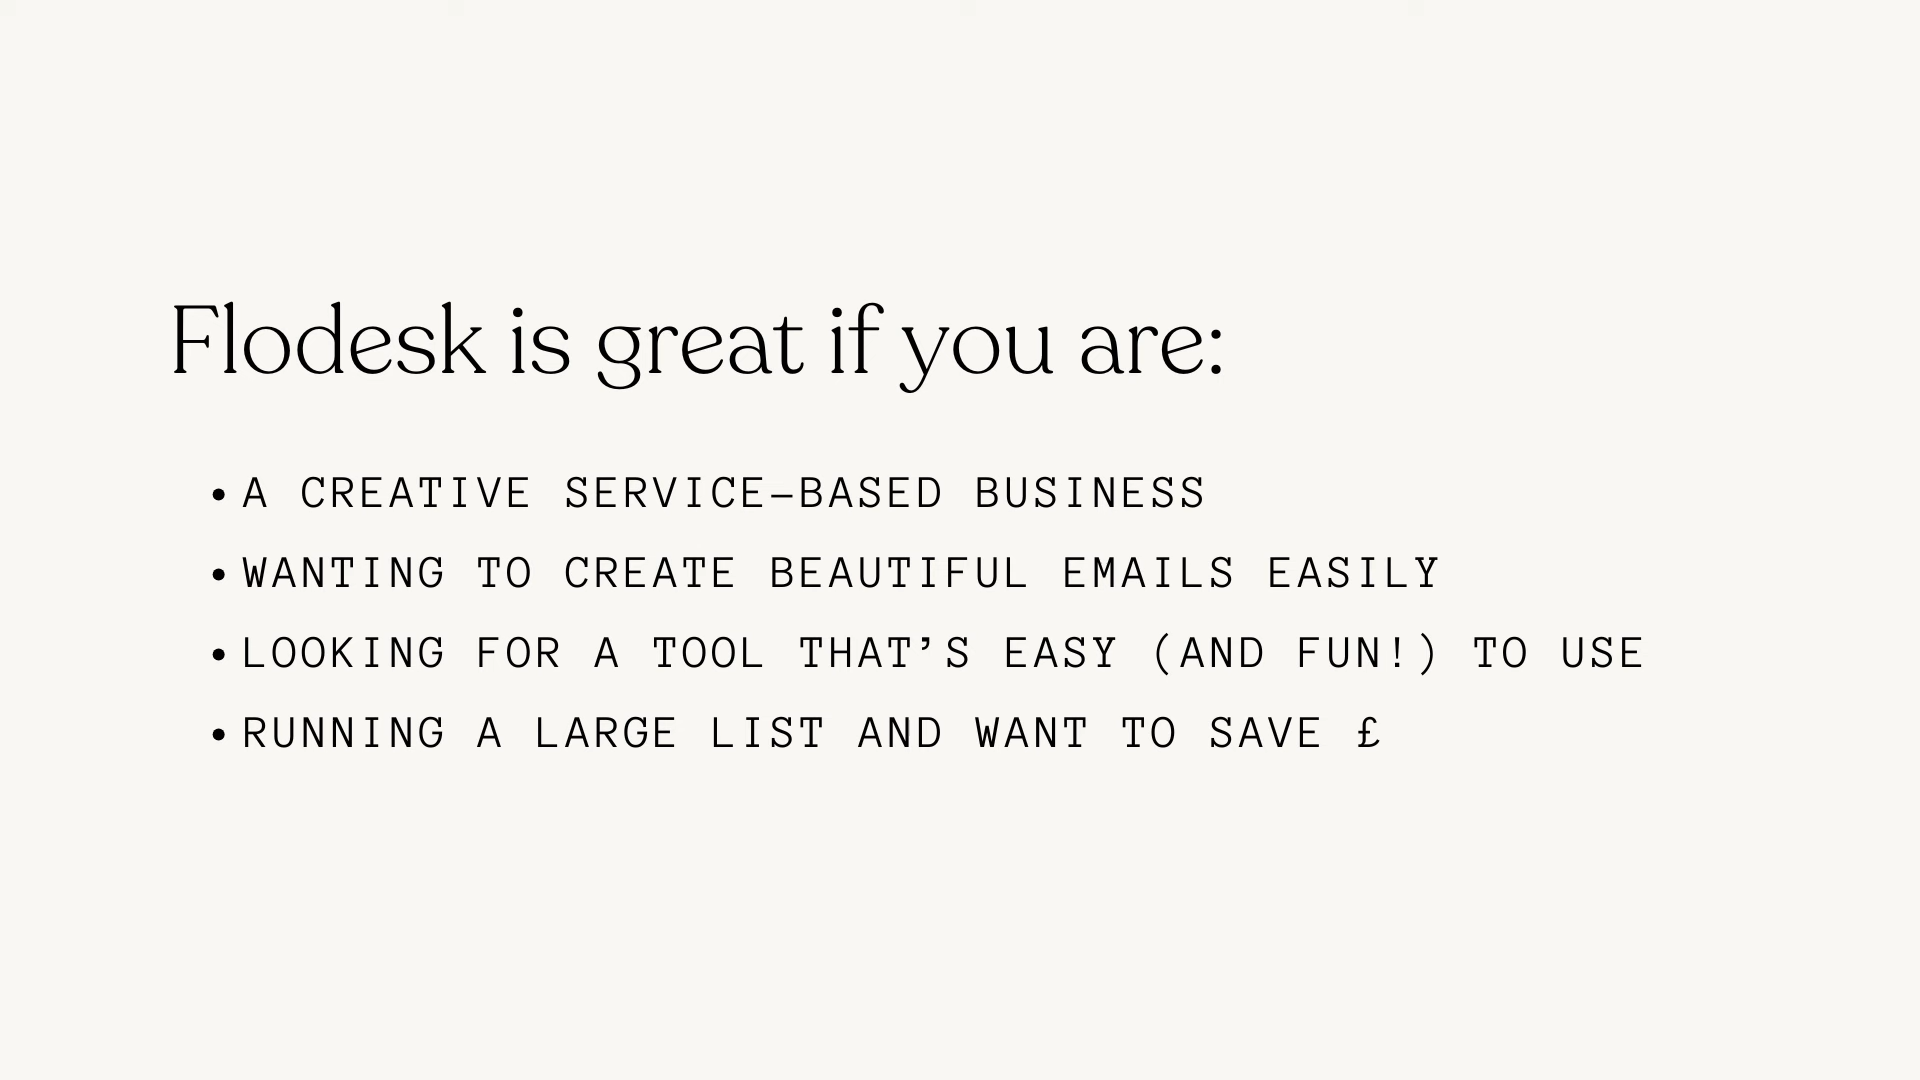 Flodesk is great if you are:
• A CREATIVE SERVICE–BASED BUSINESS
• WANTING TO CREATE BEAUTIFUL EMAILS EASILY
• LOOKING FOR A TOOL THAT’S EASY (AND FUN!) TO USE
• RUNNING A LARGE LIST AND WANT TO SAVE £